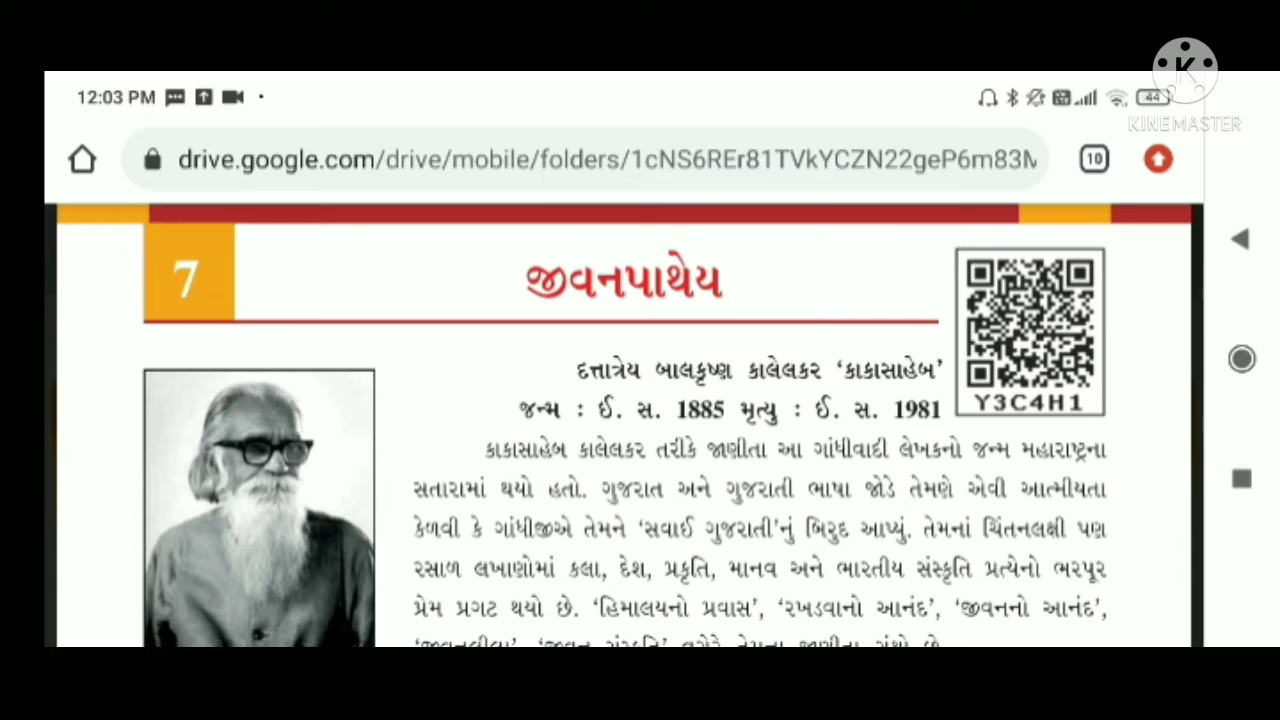 KINEMASTER
12:03 PM
44
drive.google.com/drive/mobile/folders/1cNS6REr81TVkYCZN22geP6m83M
10
7
જીવનપાથેય
દત્તાત્રેય બાલકૃષ્ણ કાલેલકર ‘કાકાસાહેબ’
Y3C4H1
જન્મ : ઈ. સ. 1885 મૃત્યુ : ઈ. સ. 1981
કાકાસાહેબ કાલેલકર તરીકે જાણીતા આ ગાંધીવાદી લેખકનો જન્મ મહારાષ્ટ્રના
સતારામાં થયો હતો. ગુજરાત અને ગુજરાતી ભાષા જોડે તેમણે એવી આત્મીયતા
કેળવી કે ગાંધીજીએ તેમને ‘સવાઈ ગુજરાતી’નું બિરુદ આપ્યું. તેમનાં ચિંતનલક્ષી પણ
રસાળ લખાણોમાં કલા, દેશ, પ્રકૃતિ, માનવ અને ભારતીય સંસ્કૃતિ પ્રત્યેનો ભરપૂર
પ્રેમ પ્રગટ થયો છે. ‘હિમાલયનો પ્રવાસ’, ‘રખડવાનો આનંદ’, ‘જીવનનો આનંદ’,